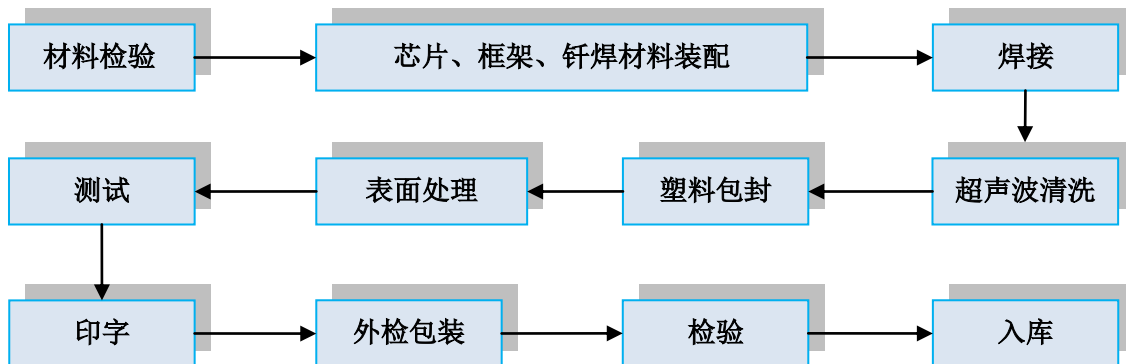 材料检验
芯片、框架、钎焊材料装配
焊接
超声波清洗
塑料包封
表面处理
测试
印字
外检包装
检验
入库